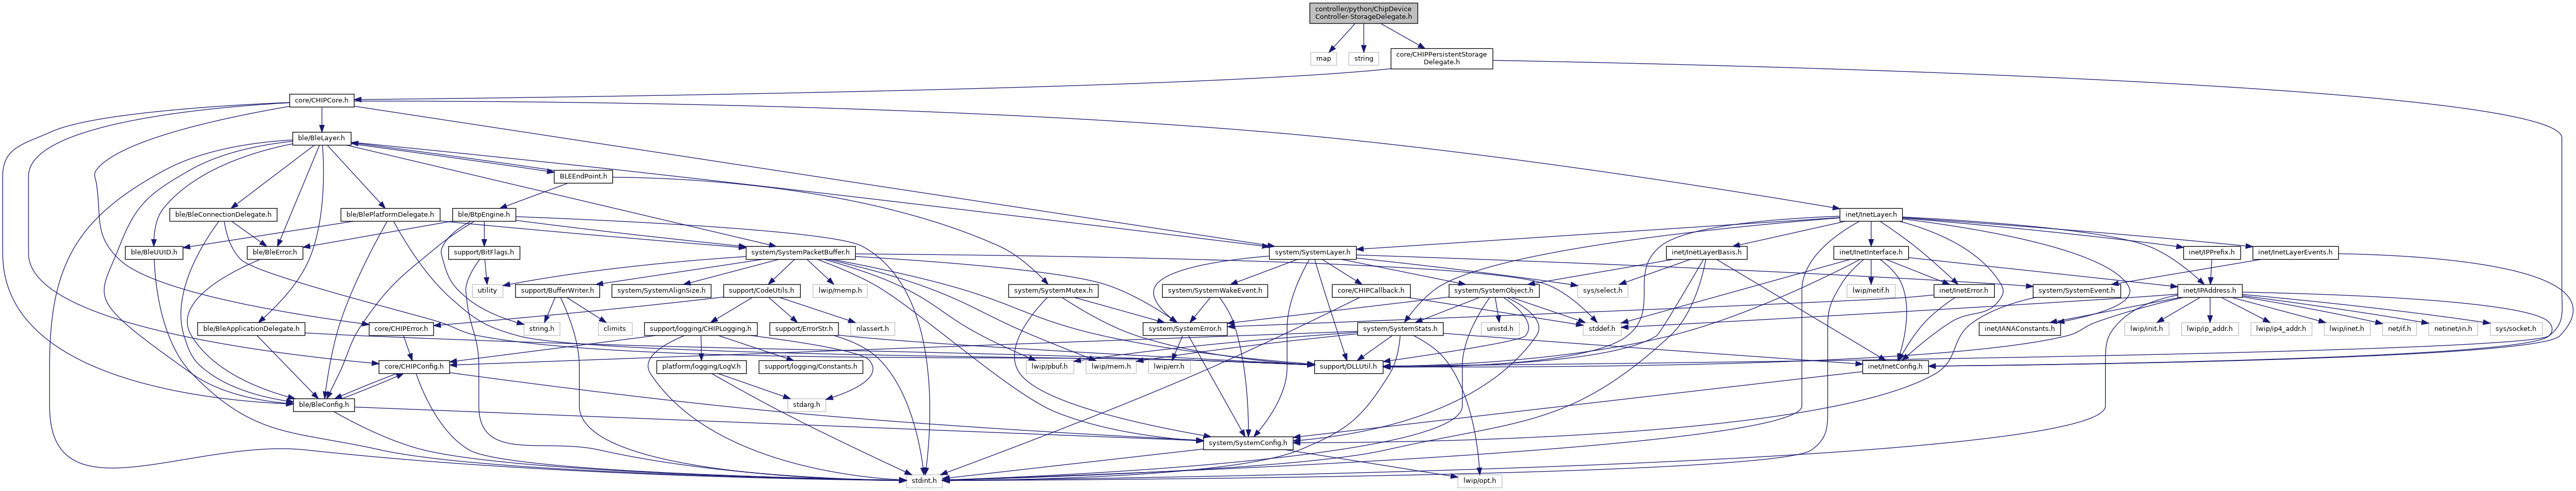 controller/python/ChipDevice
Controller-StorageDelegate.h
map
string
core/CHIPPersistentStorage
Delegate.h
core/CHIPCore.h
ble/BleLayer.h
BLEEndPoint.h
ble/BleConnectionDelegate.h
ble/BlePlatformDelegate.h
ble/BtpEngine.h
inet/InetLayer.h
ble/BleUUID.h
ble/BleError.h
support/BitFlags.h
system/SystemPacketBuffer.h
system/SystemLayer.h
inet/InetLayerBasis.h
inet/InetInterface.h
inet/IPPrefix.h
inet/InetLayerEvents.h
utility
support/BufferWriter.h
system/SystemAlignSize.h
support/CodeUtils.h
lwip/memp.h
system/SystemMutex.h
system/SystemWakeEvent.h
core/CHIPCallback.h
system/SystemObject.h
sys/select.h
lwip/netif.h
inet/InetError.h
system/SystemEvent.h
inet/IPAddress.h
ble/BleApplicationDelegate.h
core/CHIPError.h
string.h
climits
support/logging/CHIPLogging.h
support/ErrorStr.h
nlassert.h
system/SystemError.h
system/SystemStats.h
unistd.h
stddef.h
inet/IANAConstants.h
lwip/init.h
lwip/ip_addr.h
lwip/ip4_addr.h
lwip/inet.h
net/if.h
netinet/in.h
sys/socket.h
core/CHIPConfig.h
platform/logging/LogV.h
support/logging/Constants.h
lwip/pbuf.h
lwip/mem.h
lwip/err.h
support/DLLUtil.h
inet/InetConfig.h
ble/BleConfig.h
stdarg.h
system/SystemConfig.h
stdint.h
lwip/opt.h